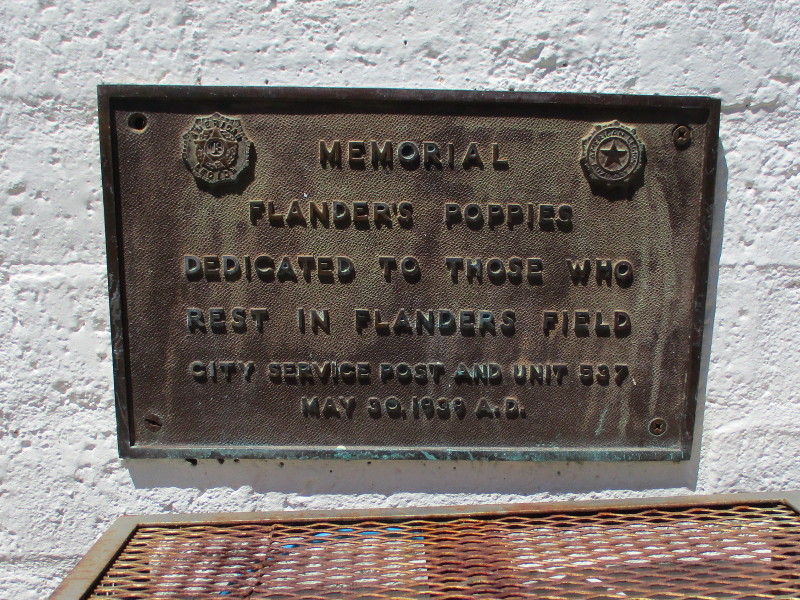 MEMORIAL
FLANDER'S POPPIES
DEDICATED TO THOSE WHO
REST IN FLANDERS FIELD
CITY SERVICE POST AND UNIT 537
MAY 30, 1939 A.D.